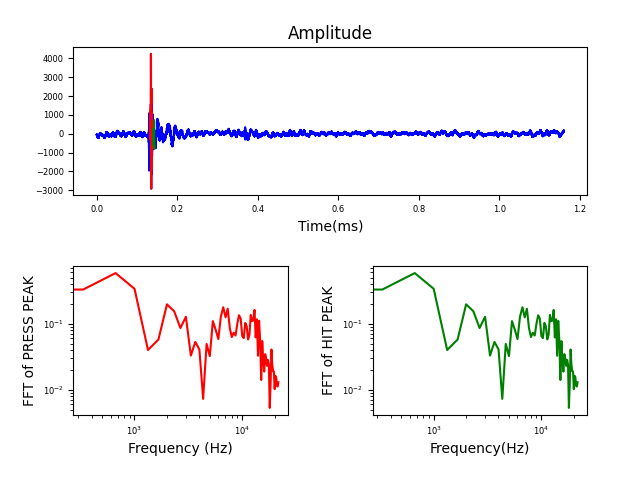 Amplitude
4000
3000
2000
1000
0
−1000
−2000
−3000
0.0 0.2 0.4 0.6 0.8 1.0 1.2
Time(ms)
FFT of PRESS PEAK
10⁻¹
10⁻²
10³ 10⁴
Frequency (Hz)
FFT of HIT PEAK
10⁻¹
10⁻²
10³ 10⁴
Frequency(Hz)